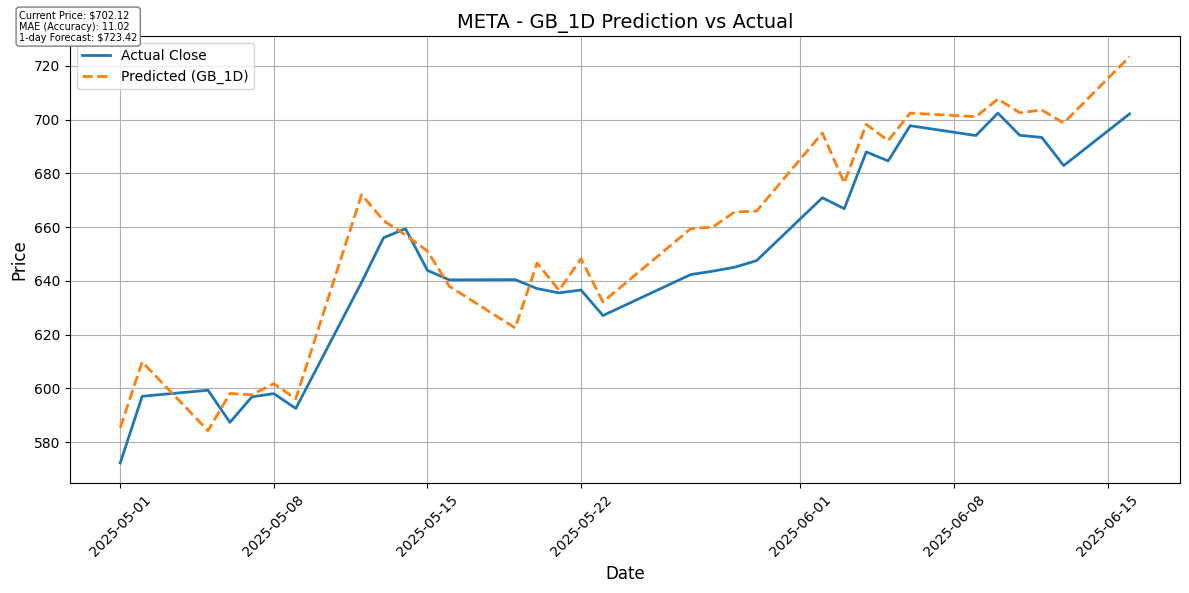 META - GB_1D Prediction vs Actual
Current Price: $702.12
MAE (Accuracy): 11.02
1-day Forecast: $723.42
Actual Close
Predicted (GB_1D)
Price
720
700
680
660
640
620
600
580
2025-05-01
2025-05-08
2025-05-15
2025-05-22
2025-06-01
2025-06-08
2025-06-15
Date